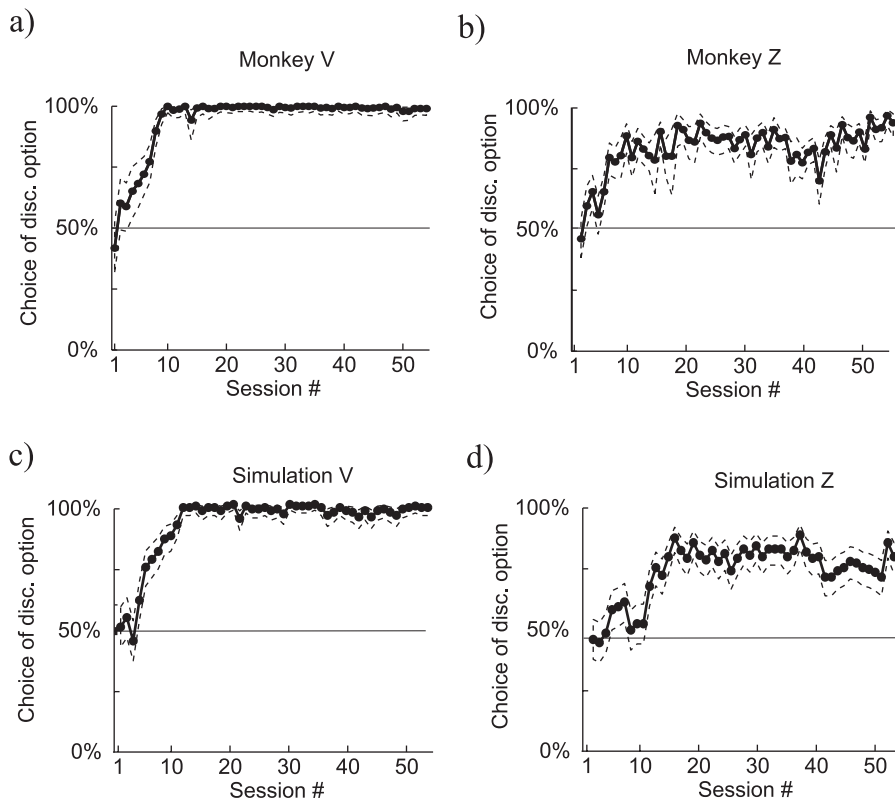 a)
Monkey V
100%
50%
0%
Choice of disc. option
1 10 20 30 40 50
Session #
b)
Monkey Z
100%
50%
0%
Choice of disc. option
1 10 20 30 40 50
Session #
c)
Simulation V
100%
50%
0%
Choice of disc. option
1 10 20 30 40 50
Session #
d)
Simulation Z
100%
50%
0%
Choice of disc. option
1 10 20 30 40 50
Session #